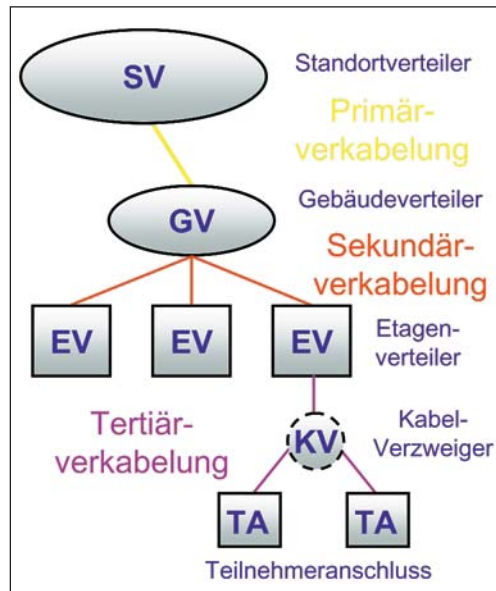 SV
Standortverteiler
Primär-
verkabelung
GV
Gebäudeverteiler
Sekundär-
verkabelung
EV EV EV
Etagen-
verteiler
Tertiär-
verkabelung
KV
Kabel-
Verzweiger
TA TA
Teilnehmeranschluss